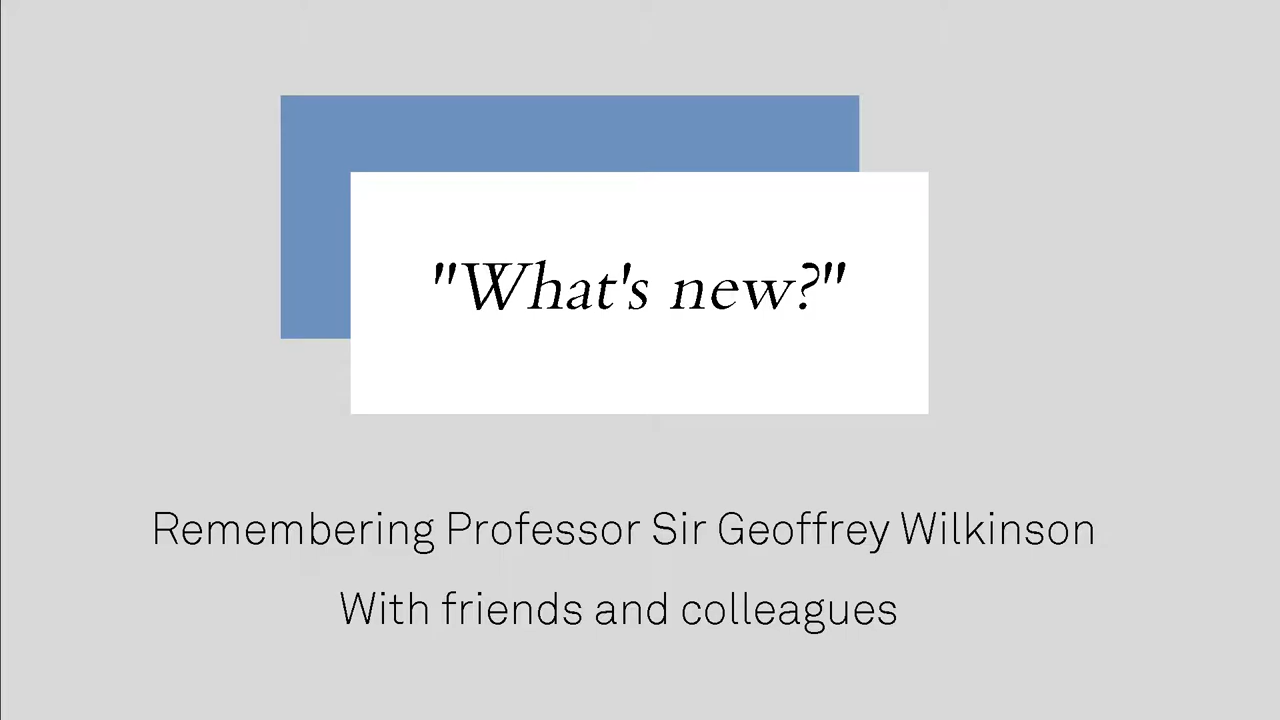 "What's new?"
Remembering Professor Sir Geoffrey Wilkinson
With friends and colleagues